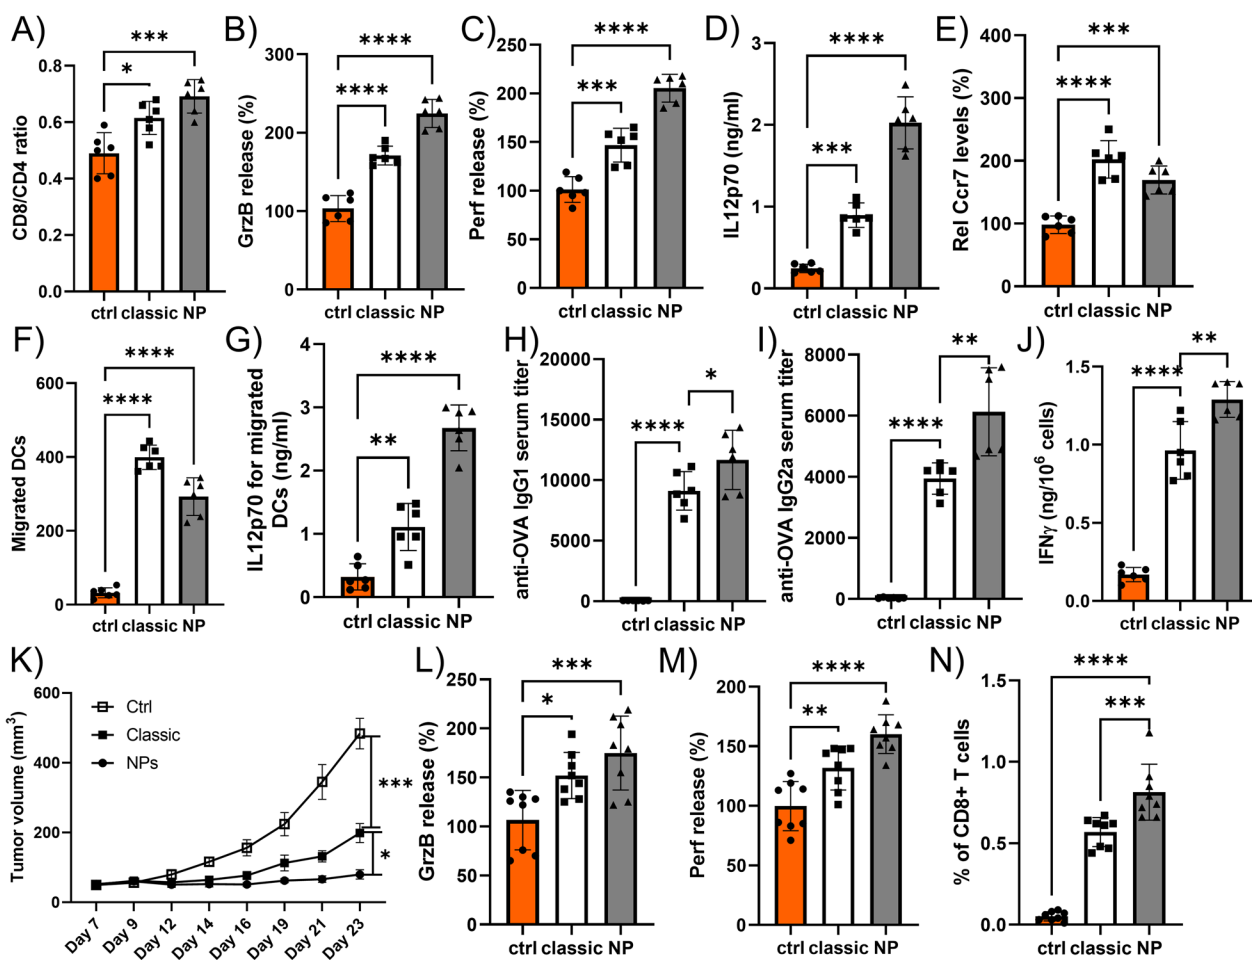 A)
CD8/CD4 ratio
0.8
0.6
0.4
0.2
0.0
***
*
ctrl classic NP
B)
GrzB release (%)
300
200
100
0
****
****
ctrl classic NP
C)
Perf release (%)
250
200
150
100
50
0
****
***
ctrl classic NP
D)
IL12p70 (ng/ml)
3
2
1
0
****
***
ctrl classic NP
E)
Rel Ccr7 levels (%)
400
300
200
100
0
***
****
ctrl classic NP
F)
Migrated DCs
600
400
200
0
****
****
ctrl classic NP
G)
IL12p70 for migrated
DCs (ng/ml)
4
3
2
1
0
****
**
ctrl classic NP
H)
anti-OVA IgG1 serum titer
20000
15000
10000
5000
0
*
****
ctrl classic NP
I)
anti-OVA IgG2a serum titer
8000
6000
4000
2000
0
**
****
ctrl classic NP
J)
IFNγ (ng/10⁶ cells)
1.5
1.0
0.5
0.0
**
****
ctrl classic NP
K)
Tumor volume (mm³)
600
400
200
0
Ctrl
Classic
NPs
***
*
Day 7
Day 9
Day 12
Day 14
Day 16
Day 19
Day 21
Day 23
L)
GrzB release (%)
250
200
150
100
50
0
***
*
ctrl classic NP
M)
Perf release (%)
200
150
100
50
0
****
**
ctrl classic NP
N)
% of CD8+ T cells
1.5
1.0
0.5
0.0
****
***
ctrl classic NP